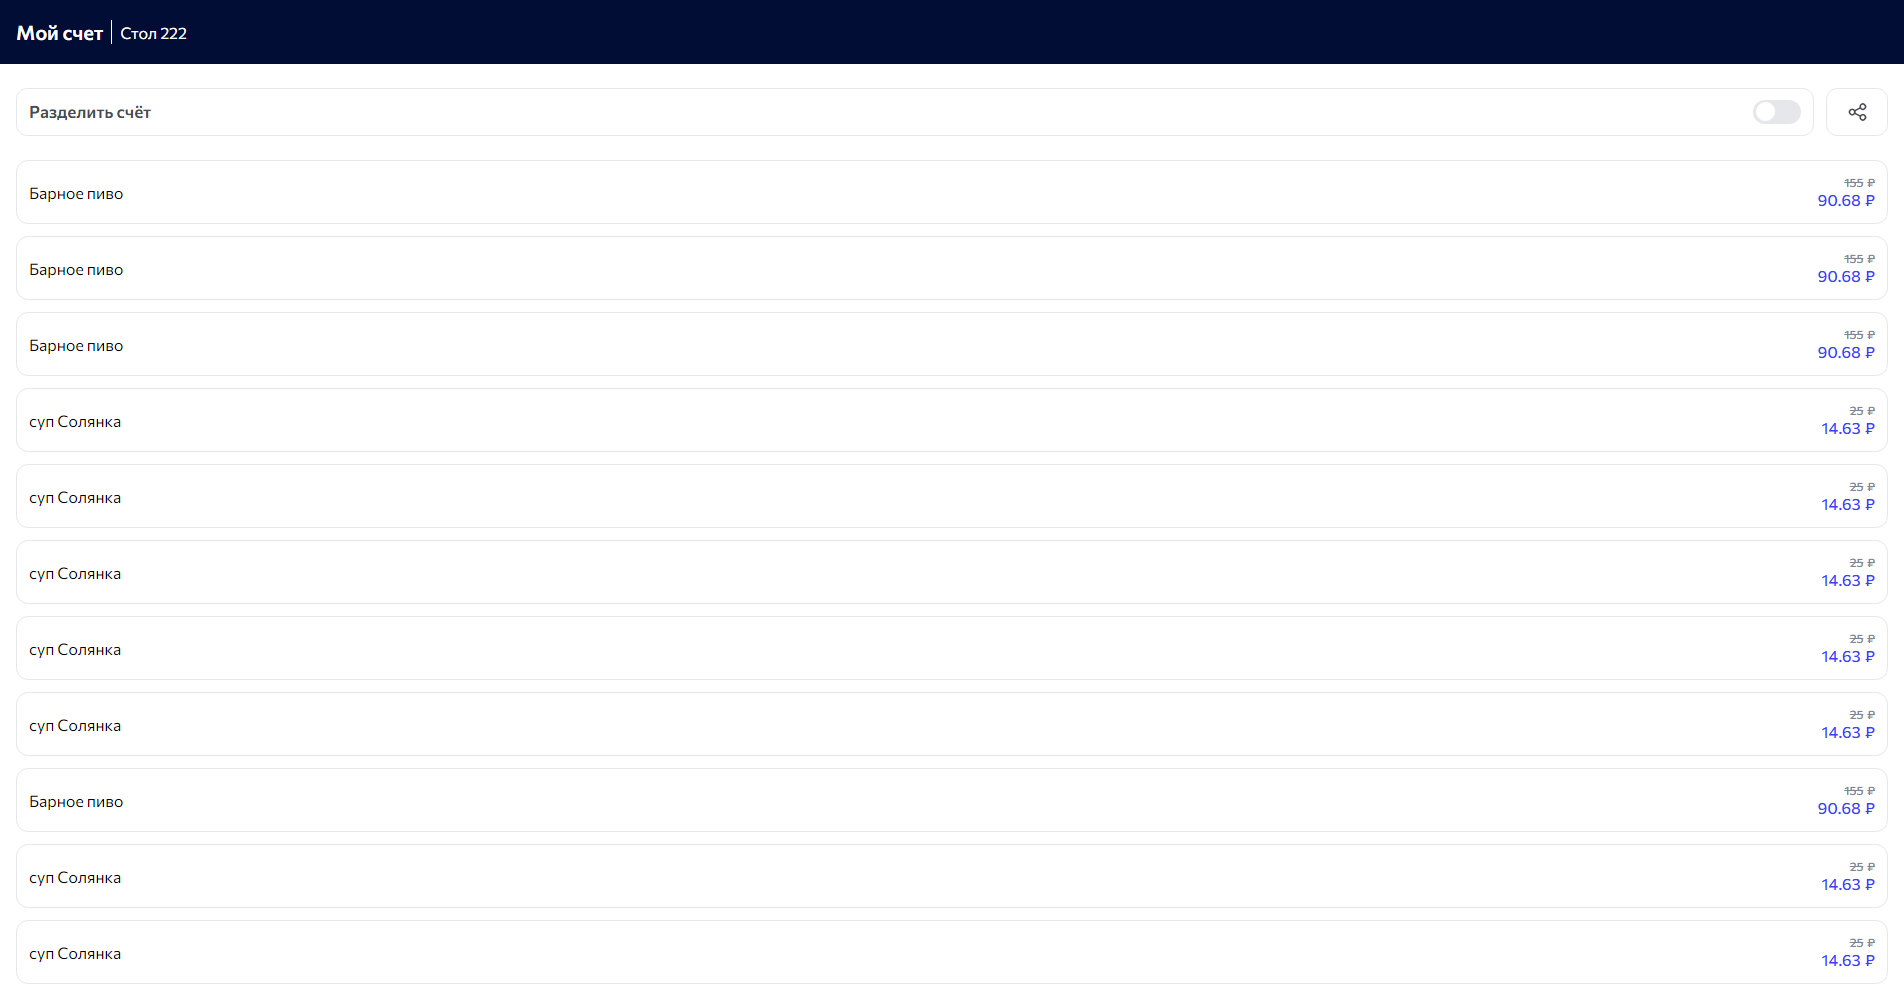 Мой счет Стол 222
Разделить счёт
155 ₽
Барное пиво
90.68 ₽
155 ₽
Барное пиво
90.68 ₽
155 ₽
Барное пиво
90.68 ₽
25 ₽
суп Солянка
14.63 ₽
25 ₽
суп Солянка
14.63 ₽
25 ₽
суп Солянка
14.63 ₽
25 ₽
суп Солянка
14.63 ₽
25 ₽
суп Солянка
14.63 ₽
155 ₽
Барное пиво
90.68 ₽
25 ₽
суп Солянка
14.63 ₽
25 ₽
суп Солянка
14.63 ₽